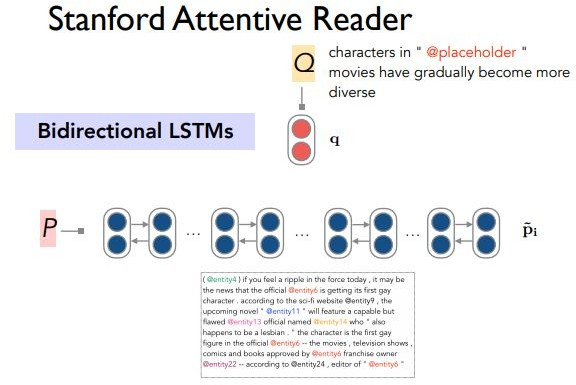 Stanford Attentive Reader
Q
characters in " @placeholder "
movies have gradually become more
diverse
Bidirectional LSTMs
q
P
... ... ...
p̃i
( @entity4 ) if you feel a ripple in the force today , it may be
the news that the official @entity6 is getting its first gay
character . according to the sci-fi website @entity9 , the
upcoming novel " @entity11 " will feature a capable but
flawed @entity13 official named @entity14 who " also
happens to be a lesbian . " the character is the first gay
figure in the official @entity6 -- the movies , television shows ,
comics and books approved by @entity6 franchise owner
@entity22 -- according to @entity24 , editor of " @entity6 "